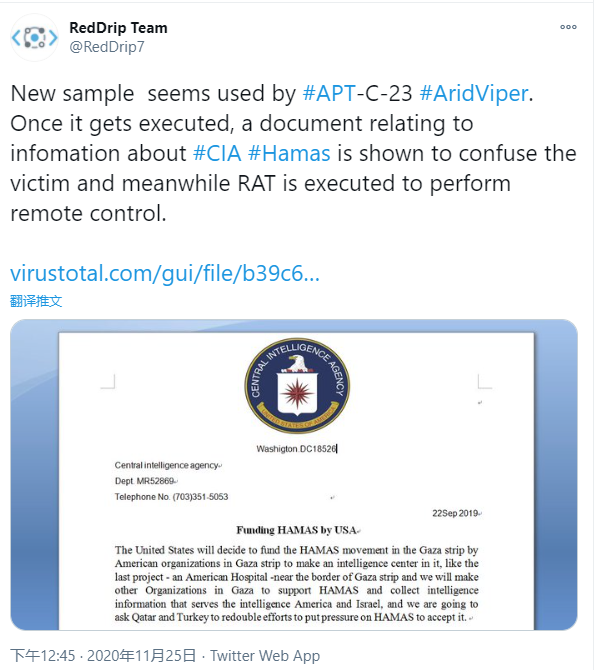 RedDrip Team
@RedDrip7
New sample seems used by #APT-C-23 #AridViper.
Once it gets executed, a document relating to
infomation about #CIA #Hamas is shown to confuse the
victim and meanwhile RAT is executed to perform
remote control.
virustotal.com/gui/file/b39c6...
翻译推文
CENTRAL INTELLIGENCE AGENCY
UNITED STATES OF AMERICA
Washigton.DC18526
Central intelligence agency
Dept. MR52869
Telephone No. (703)351-5053
22Sep 2019
Funding HAMAS by USA
The United States will decide to fund the HAMAS movement in the Gaza strip by
American organizations in Gaza strip to make an intelligence center in it, like the
last project - an American Hospital -near the border of Gaza strip and we will make
other Organizations in Gaza to support HAMAS and collect intelligence
information that serves the intelligence America and Israel, and we are going to
ask Qatar and Turkey to redouble efforts to put pressure on HAMAS to accept it.
下午12:45 · 2020年11月25日 · Twitter Web App